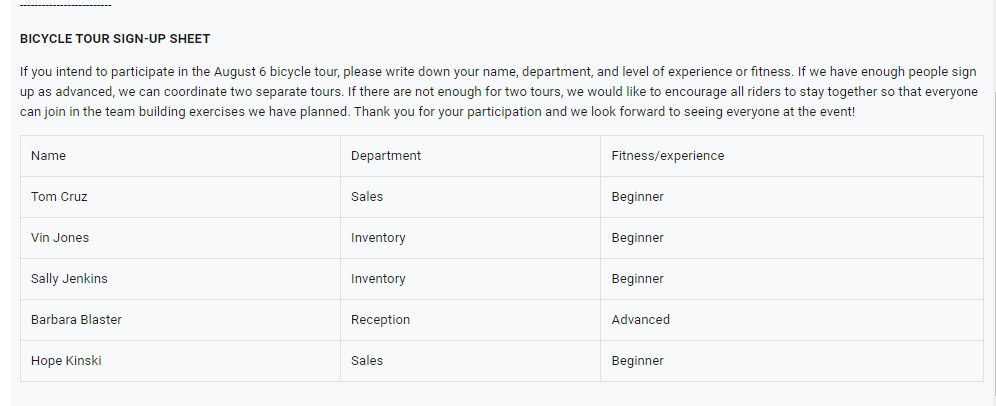 BICYCLE TOUR SIGN-UP SHEET
If you intend to participate in the August 6 bicycle tour, please write down your name, department, and level of experience or fitness. If we have enough people sign
up as advanced, we can coordinate two separate tours. If there are not enough for two tours, we would like to encourage all riders to stay together so that everyone
can join in the team building exercises we have planned. Thank you for your participation and we look forward to seeing everyone at the event!
Name Department Fitness/experience
Tom Cruz Sales Beginner
Vin Jones Inventory Beginner
Sally Jenkins Inventory Beginner
Barbara Blaster Reception Advanced
Hope Kinski Sales Beginner